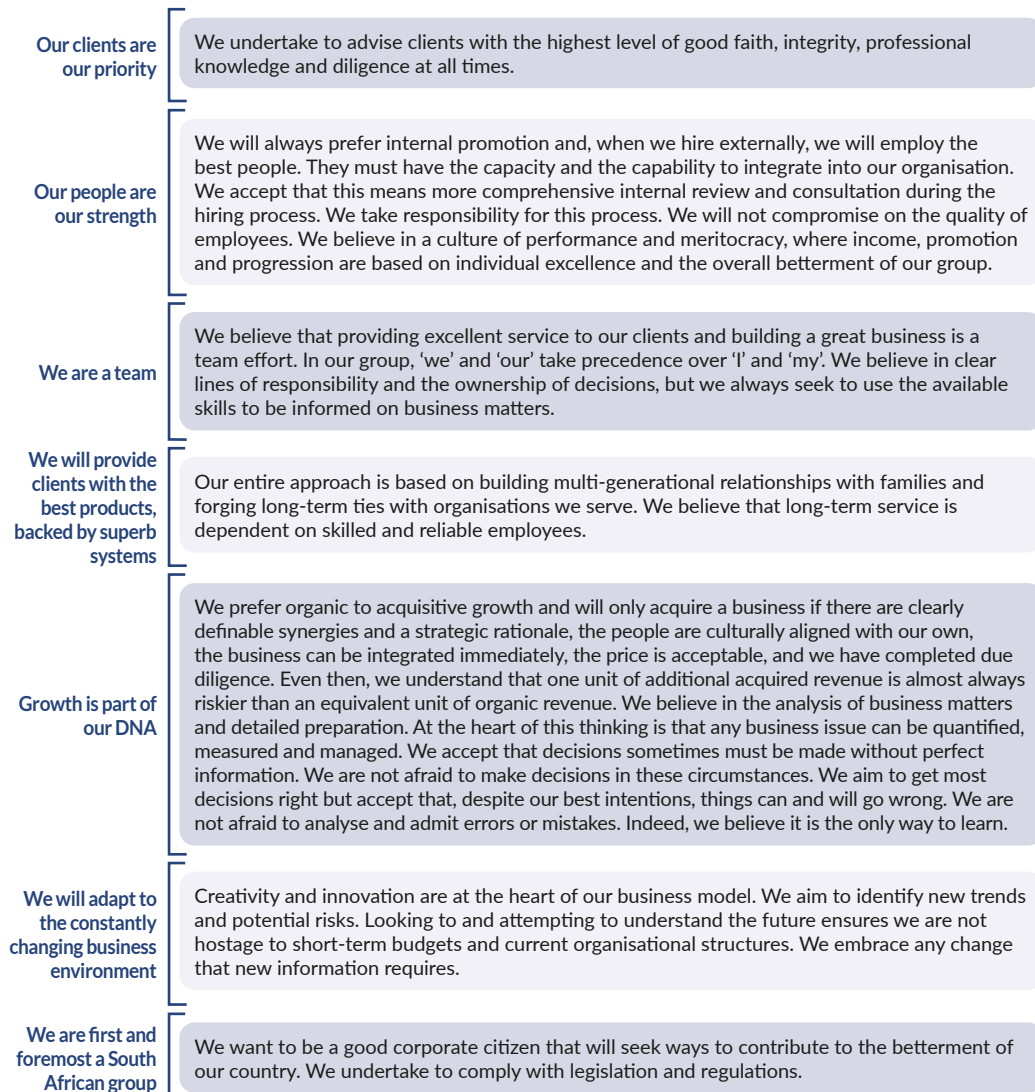 Our clients are
our priority
We undertake to advise clients with the highest level of good faith, integrity, professional
knowledge and diligence at all times.
Our people are
our strength
We will always prefer internal promotion and, when we hire externally, we will employ the
best people. They must have the capacity and the capability to integrate into our organisation.
We accept that this means more comprehensive internal review and consultation during the
hiring process. We take responsibility for this process. We will not compromise on the quality of
employees. We believe in a culture of performance and meritocracy, where income, promotion
and progression are based on individual excellence and the overall betterment of our group.
We are a team
We believe that providing excellent service to our clients and building a great business is a
team effort. In our group, ‘we’ and ‘our’ take precedence over ‘I’ and ‘my’. We believe in clear
lines of responsibility and the ownership of decisions, but we always seek to use the available
skills to be informed on business matters.
We will provide
clients with the
best products,
backed by superb
systems
Our entire approach is based on building multi-generational relationships with families and
forging long-term ties with organisations we serve. We believe that long-term service is
dependent on skilled and reliable employees.
Growth is part of
our DNA
We prefer organic to acquisitive growth and will only acquire a business if there are clearly
definable synergies and a strategic rationale, the people are culturally aligned with our own,
the business can be integrated immediately, the price is acceptable, and we have completed due
diligence. Even then, we understand that one unit of additional acquired revenue is almost always
riskier than an equivalent unit of organic revenue. We believe in the analysis of business matters
and detailed preparation. At the heart of this thinking is that any business issue can be quantified,
measured and managed. We accept that decisions sometimes must be made without perfect
information. We are not afraid to make decisions in these circumstances. We aim to get most
decisions right but accept that, despite our best intentions, things can and will go wrong. We are
not afraid to analyse and admit errors or mistakes. Indeed, we believe it is the only way to learn.
We will adapt to
the constantly
changing business
environment
Creativity and innovation are at the heart of our business model. We aim to identify new trends
and potential risks. Looking to and attempting to understand the future ensures we are not
hostage to short-term budgets and current organisational structures. We embrace any change
that new information requires.
We are first and
foremost a South
African group
We want to be a good corporate citizen that will seek ways to contribute to the betterment of
our country. We undertake to comply with legislation and regulations.